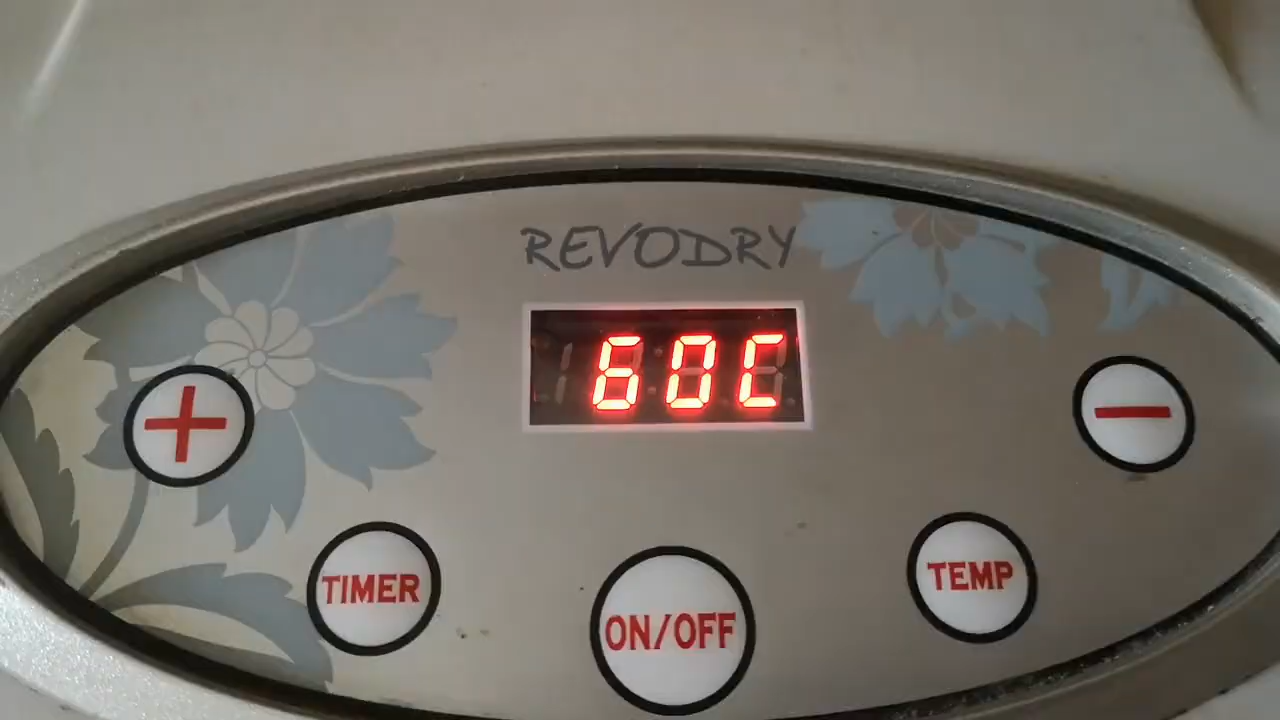 REVODRY
60C
+
−
TIMER
ON/OFF
TEMP